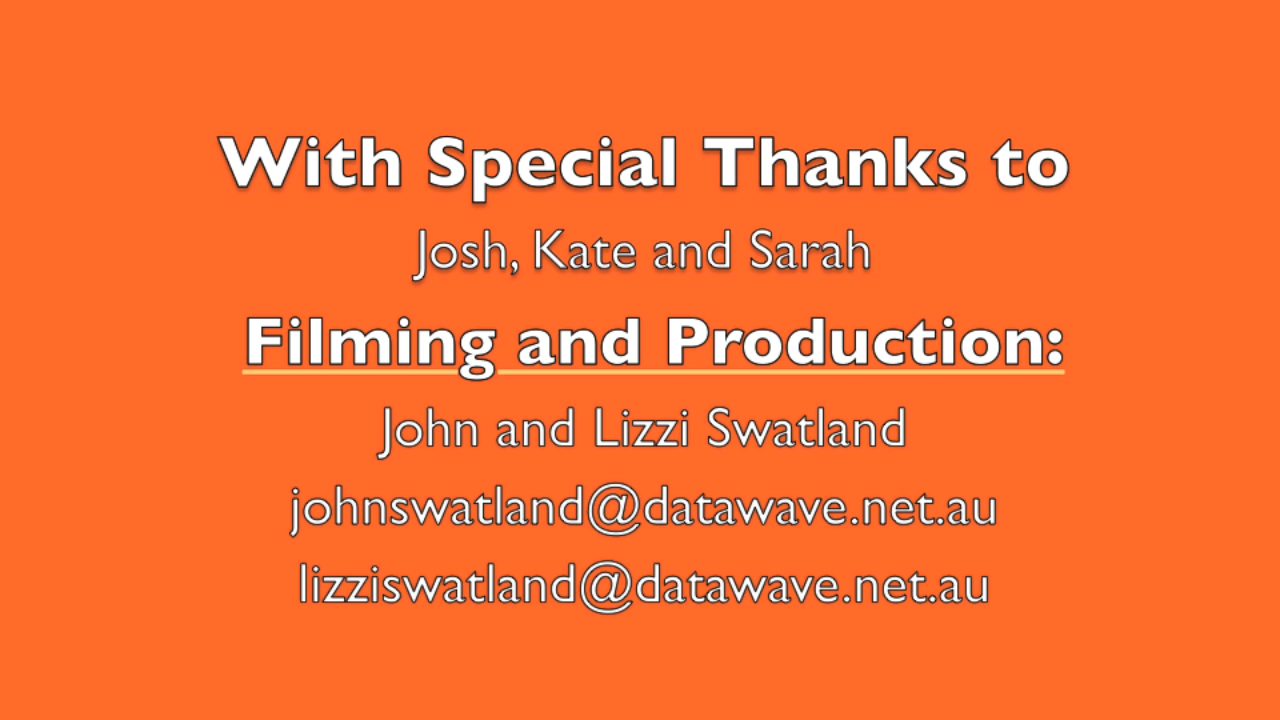 With Special Thanks to
Josh, Kate and Sarah
Filming and Production:
John and Lizzi Swatland
johnswatland@datawave.net.au
lizziswatland@datawave.net.au